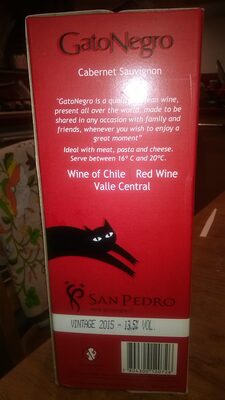 GatoNegro
Cabernet Sauvignon
"GatoNegro is a quality Chilean wine,
present all over the world, made to be
shared in any occasion with family and
friends, whenever you wish to enjoy a
great moment"
Ideal with meat, pasta and cheese.
Serve between 16º C and 20ºC.
Wine of Chile Red Wine
Valle Central
SAN PEDRO
VINTAGE 2015 - 13,5% VOL.